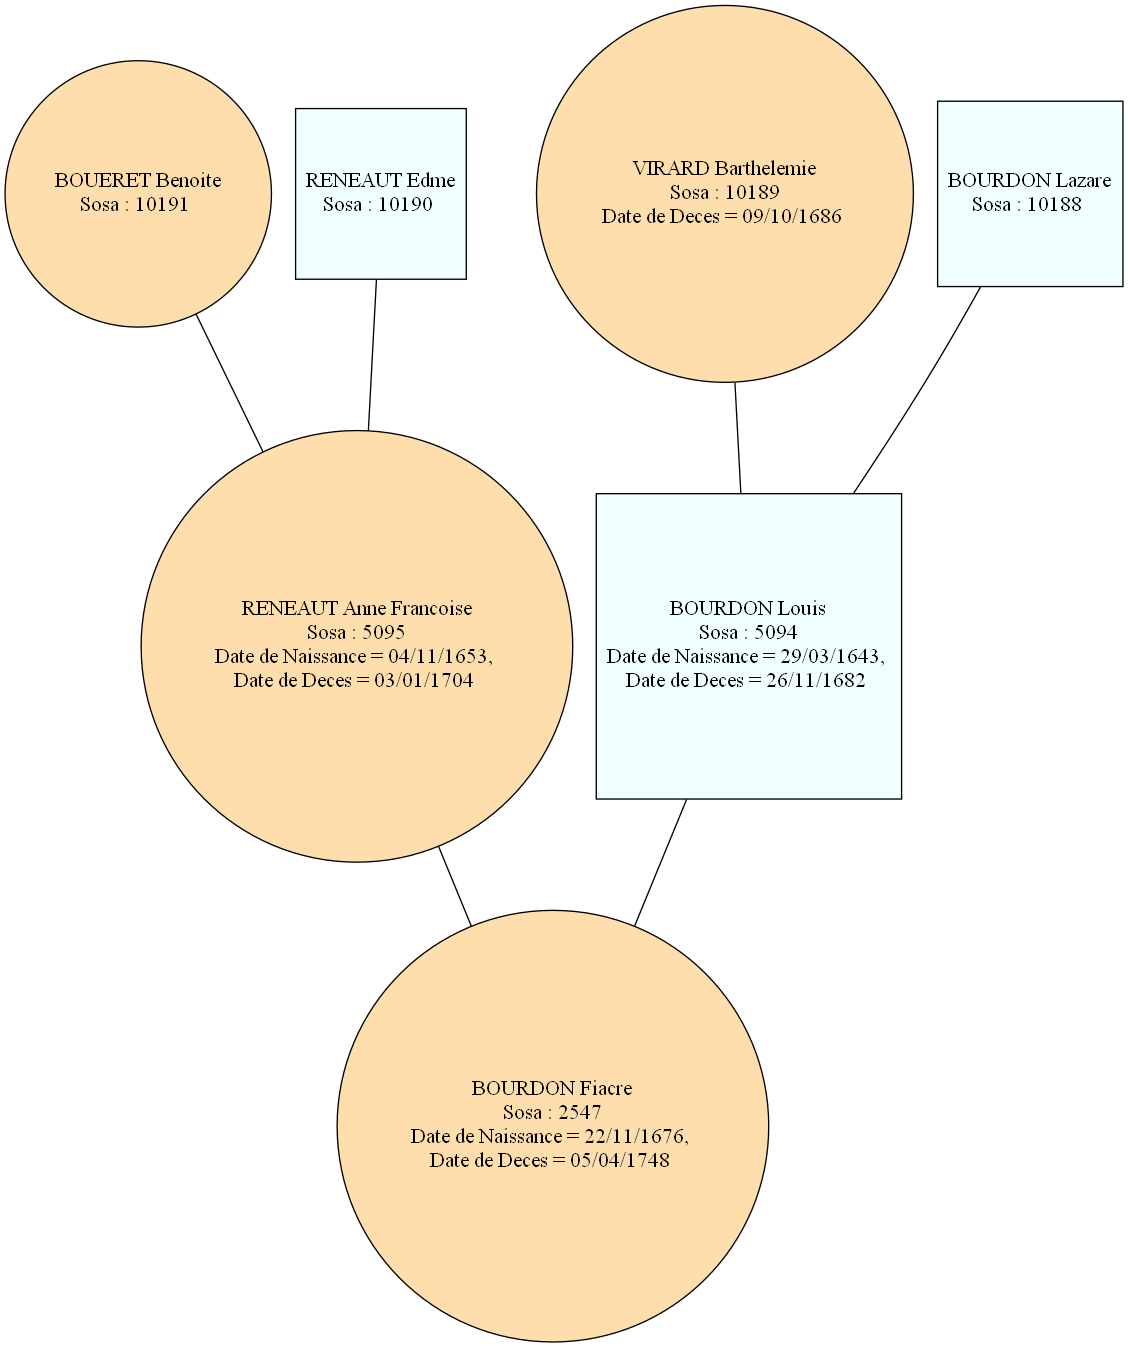 BOUERET Benoite
Sosa : 10191
RENEAUT Edme
Sosa : 10190
VIRARD Barthelemie
Sosa : 10189
Date de Deces = 09/10/1686
BOURDON Lazare
Sosa : 10188
RENEAUT Anne Francoise
Sosa : 5095
Date de Naissance = 04/11/1653,
Date de Deces = 03/01/1704
BOURDON Louis
Sosa : 5094
Date de Naissance = 29/03/1643,
Date de Deces = 26/11/1682
BOURDON Fiacre
Sosa : 2547
Date de Naissance = 22/11/1676,
Date de Deces = 05/04/1748